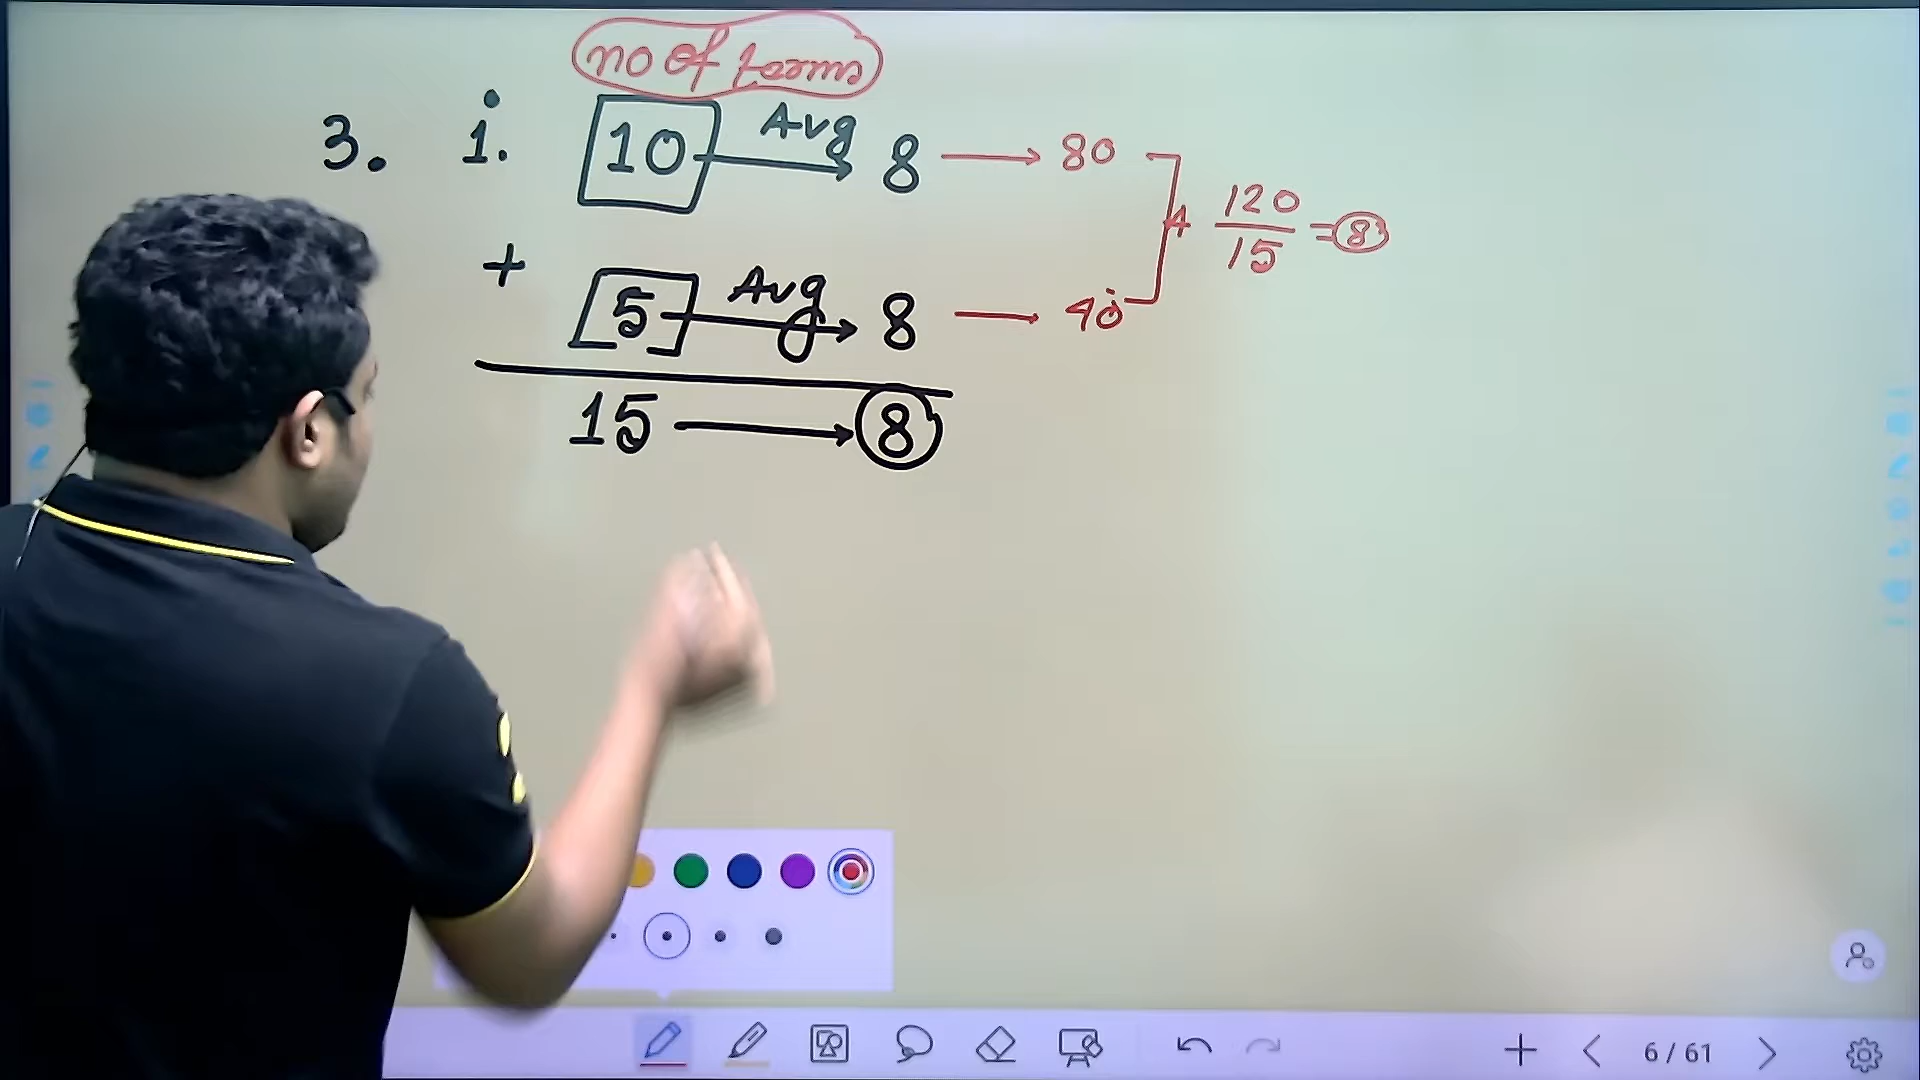 no of terms
3. i. 10 Avg 8 → 80
120
15
= 8
+ 5 Avg 8 → 40
15 → 8
6 / 61